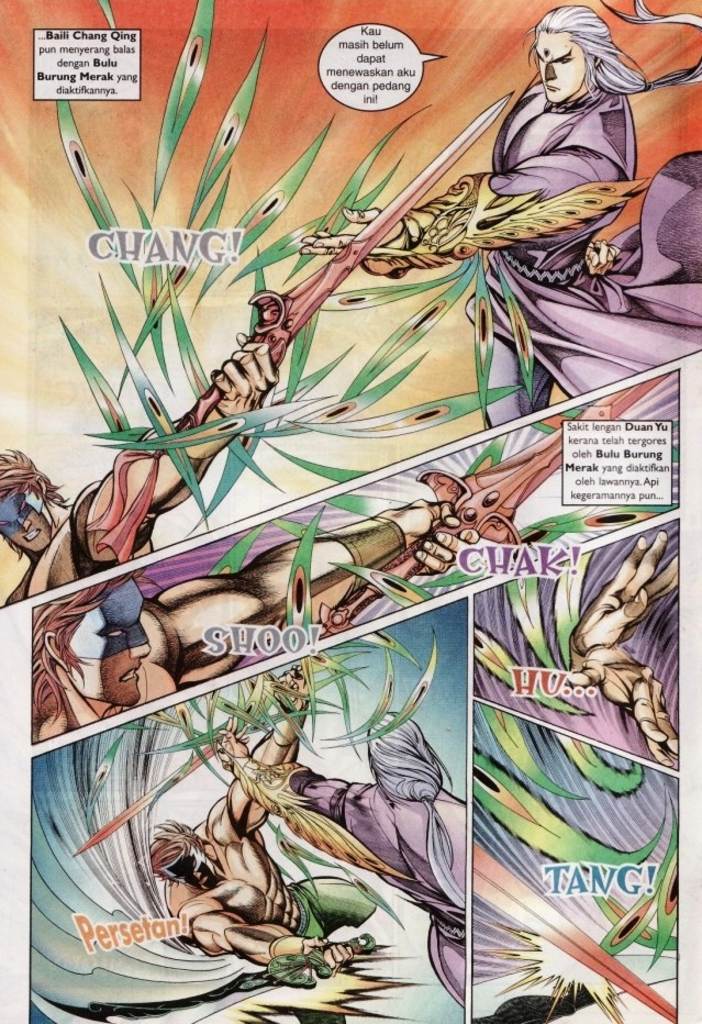 ...Baili Chang Qing
pun menyerang balas
dengan Bulu
Burung Merak yang
diaktifkannya.
Kau
masih belum
dapat
menewaskan aku
dengan pedang
ini!
CHANG!
Sakit lengan Duan Yu
kerana telah tergores
oleh Bulu Burung
Merak yang diaktifkan
oleh lawannya. Api
kegeramannya pun...
CHAK!
SHOO!
HU...
TANG!
Persetan!